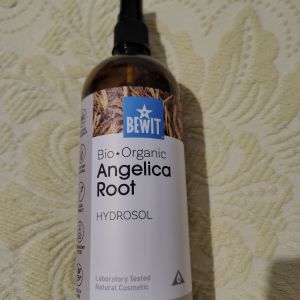 BEWIT
Bio•Organic
Angelica
Root
HYDROSOL
Laboratory Tested
Natural Cosmetic